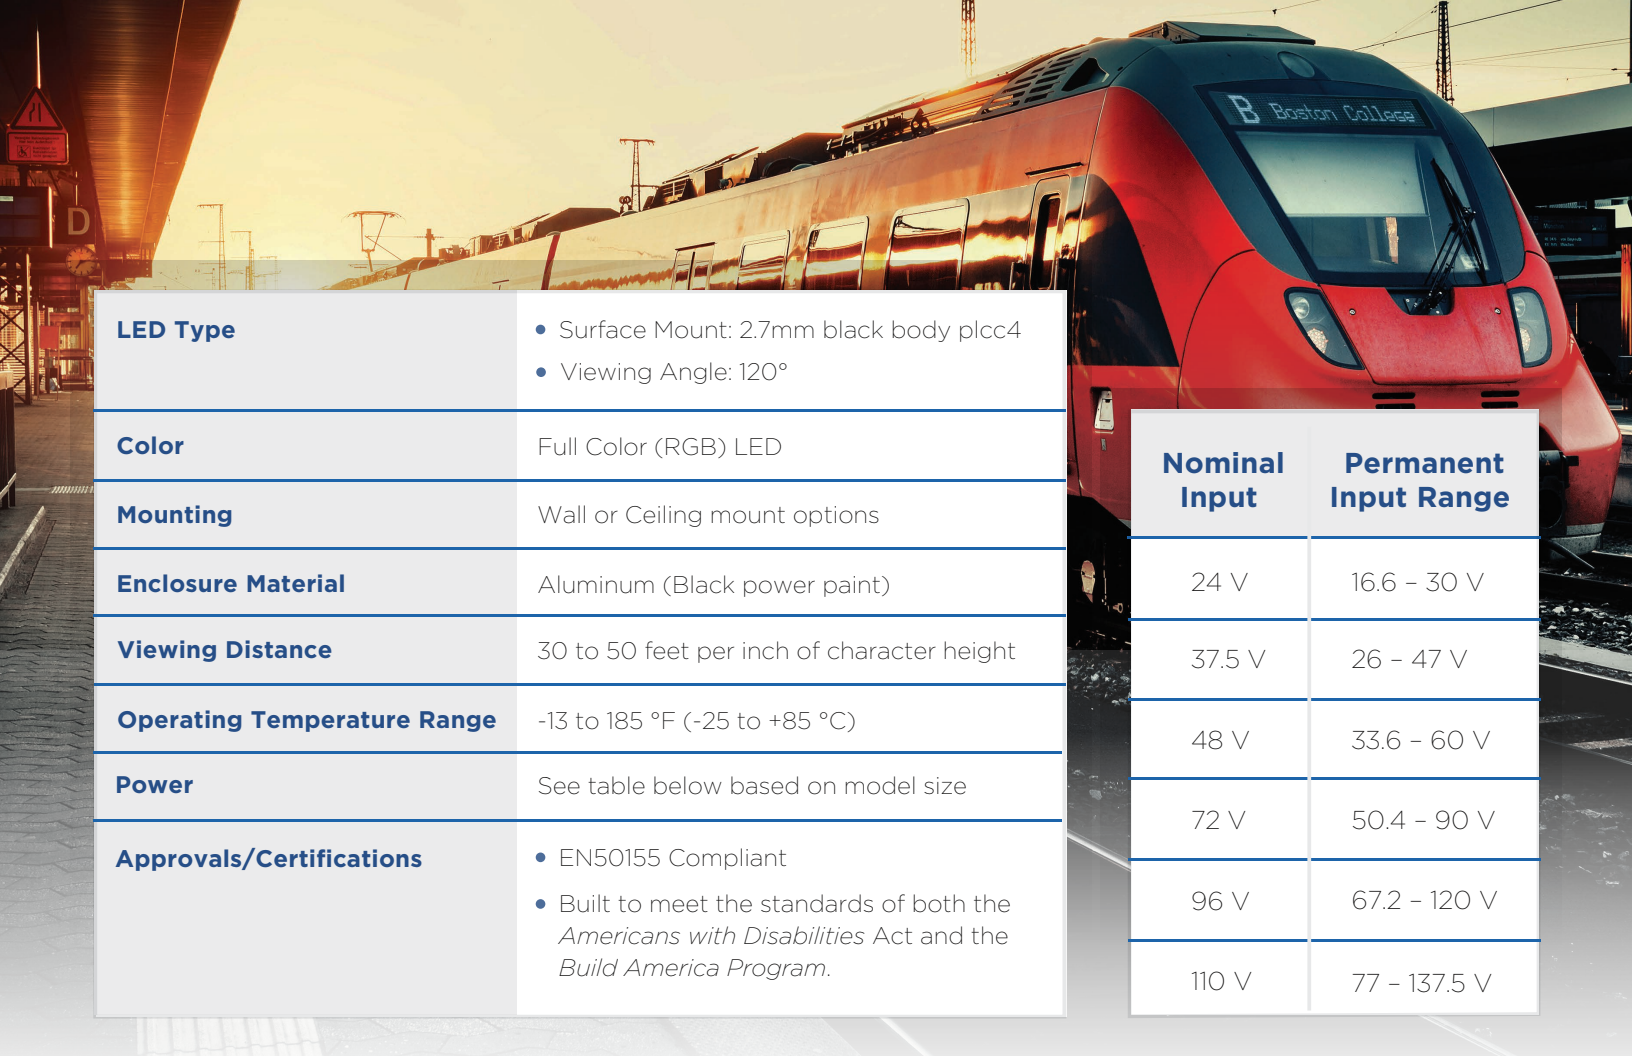 B Boston College
D
LED Type
Surface Mount: 2.7mm black body plcc4
Viewing Angle: 120°
Color
Full Color (RGB) LED
Mounting
Wall or Ceiling mount options
Enclosure Material
Aluminum (Black power paint)
Viewing Distance
30 to 50 feet per inch of character height
Operating Temperature Range
-13 to 185 °F (-25 to +85 °C)
Power
See table below based on model size
Approvals/Certifications
EN50155 Compliant
Built to meet the standards of both the
Americans with Disabilities Act and the
Build America Program.
Nominal
Input
Permanent
Input Range
24 V
16.6 – 30 V
37.5 V
26 – 47 V
48 V
33.6 – 60 V
72 V
50.4 – 90 V
96 V
67.2 – 120 V
110 V
77 – 137.5 V